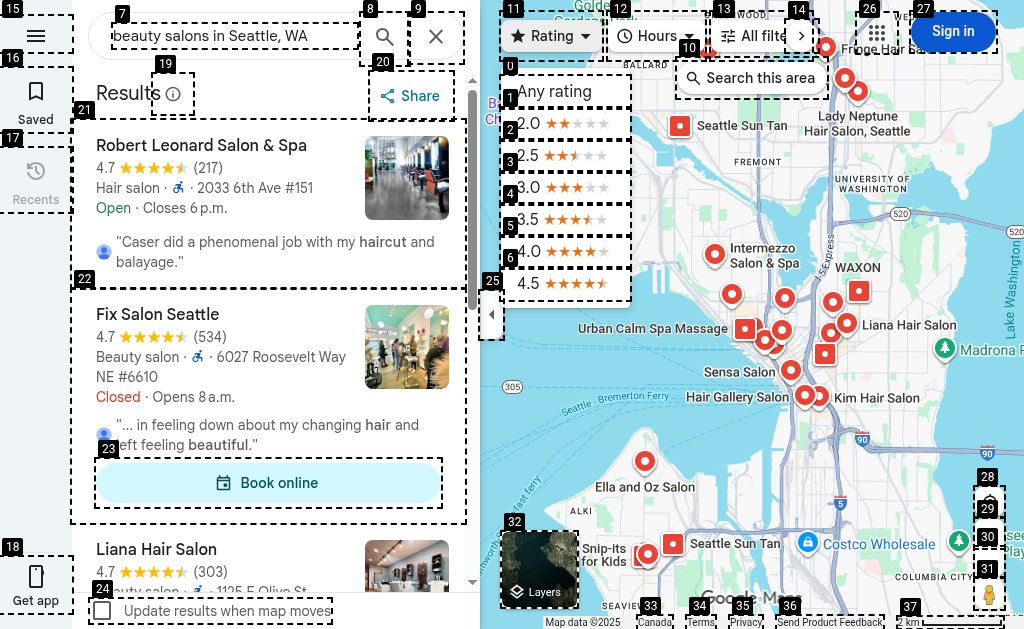 beauty salons in Seattle, WA
Saved
Recents
Get app
Results
Share
Robert Leonard Salon & Spa
4.7 (217)
Hair salon · 2033 6th Ave #151
Open · Closes 6 p.m.
"Caser did a phenomenal job with my haircut and
balayage."
Fix Salon Seattle
4.7 (534)
Beauty salon · 6027 Roosevelt Way
NE #6610
Closed · Opens 8 a.m.
"... in feeling down about my changing hair and
left feeling beautiful."
Book online
Liana Hair Salon
4.7 (303)
Update results when map moves
Rating
Hours
All filte
Sign in
Search this area
Any rating
2.0
2.5
3.0
3.5
4.0
4.5
BALLARD
Fringe Hair Sa
Lady Neptune
Hair Salon, Seattle
Seattle Sun Tan
FREMONT
UNIVERSITY OF
WASHINGTON
520
520
I-5 Express
Lake Washington
Intermezzo
Salon & Spa
WAXON
Urban Calm Spa Massage
Liana Hair Salon
Madrona
Sensa Salon
305
Seattle - Bremerton Ferry
Hair Gallery Salon
Kim Hair Salon
90
90
Ella and Oz Salon
5
ALKI
fast ferry
Snip-its
for Kids
Seattle Sun Tan
Costco Wholesale
COLUMBIA CITY
Layers
Google Maps
Map data ©2025
Canada
Terms
Privacy
Send Product Feedback
2 km
0
1
2
3
4
5
6
7
8
9
10
11
12
13
14
15
16
17
18
19
20
21
22
23
24
25
26
27
28
29
30
31
32
33
34
35
36
37